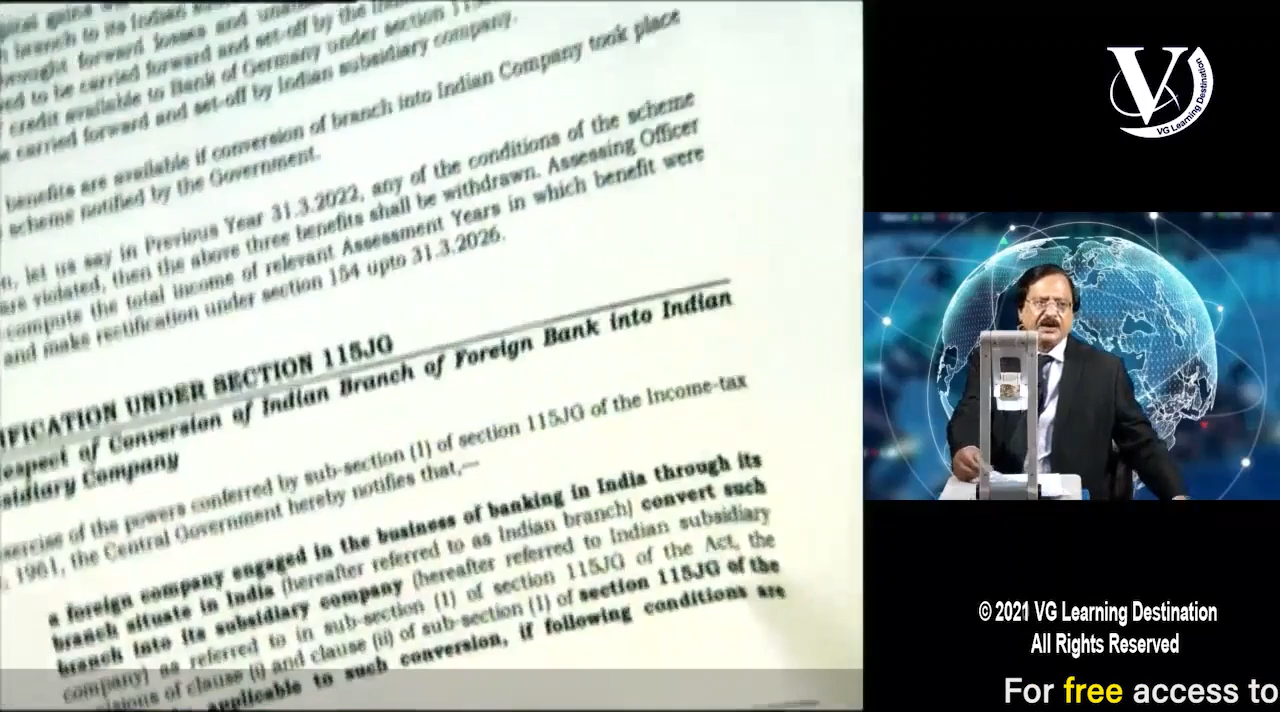 branch to its Indian
brought forward losses and
ed to be carried forward and set-off by the
credit available to Bank of Germany under section
carried forward and set-off by Indian subsidiary company.
benefits are available if conversion of branch into Indian Company took place
scheme notified by the Government.
n, let us say in Previous Year 31.3.2022, any of the conditions of the scheme
are violated, then the above three benefits shall be withdrawn. Assessing Officer
compute the total income of relevant Assessment Years in which benefit were
and make rectification under section 154 upto 31.3.2026.
IFICATION UNDER SECTION 115JG
espect of Conversion of Indian Branch of Foreign Bank into Indian
sidiary Company
xercise of the powers conferred by sub-section (1) of section 115JG of the Income-tax
, 1961, the Central Government hereby notifies that,—
a foreign company engaged in the business of banking in India through its
branch situate in India (hereafter referred to as Indian branch) convert such
branch into its subsidiary company (hereafter referred to Indian subsidiary
company) as referred to in sub-section (1) of section 115JG of the Act, the
visions of clause (i) and clause (ii) of sub-section (1) of section 115JG of the
applicable to such conversion, if following conditions are
V
VG Learning Destination
© 2021 VG Learning Destination
All Rights Reserved
For free access to